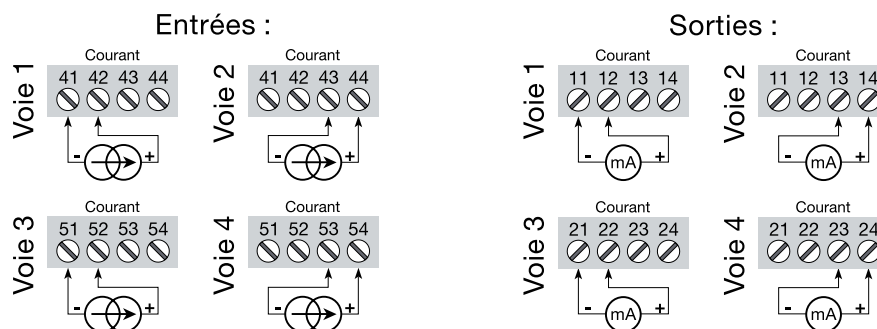 Entrées :
Sorties :
Voie 1
Courant
41 42 43 44
- +
Voie 2
Courant
41 42 43 44
- +
Voie 1
Courant
11 12 13 14
- mA +
Voie 2
Courant
11 12 13 14
- mA +
Voie 3
Courant
51 52 53 54
- +
Voie 4
Courant
51 52 53 54
- +
Voie 3
Courant
21 22 23 24
- mA +
Voie 4
Courant
21 22 23 24
- mA +